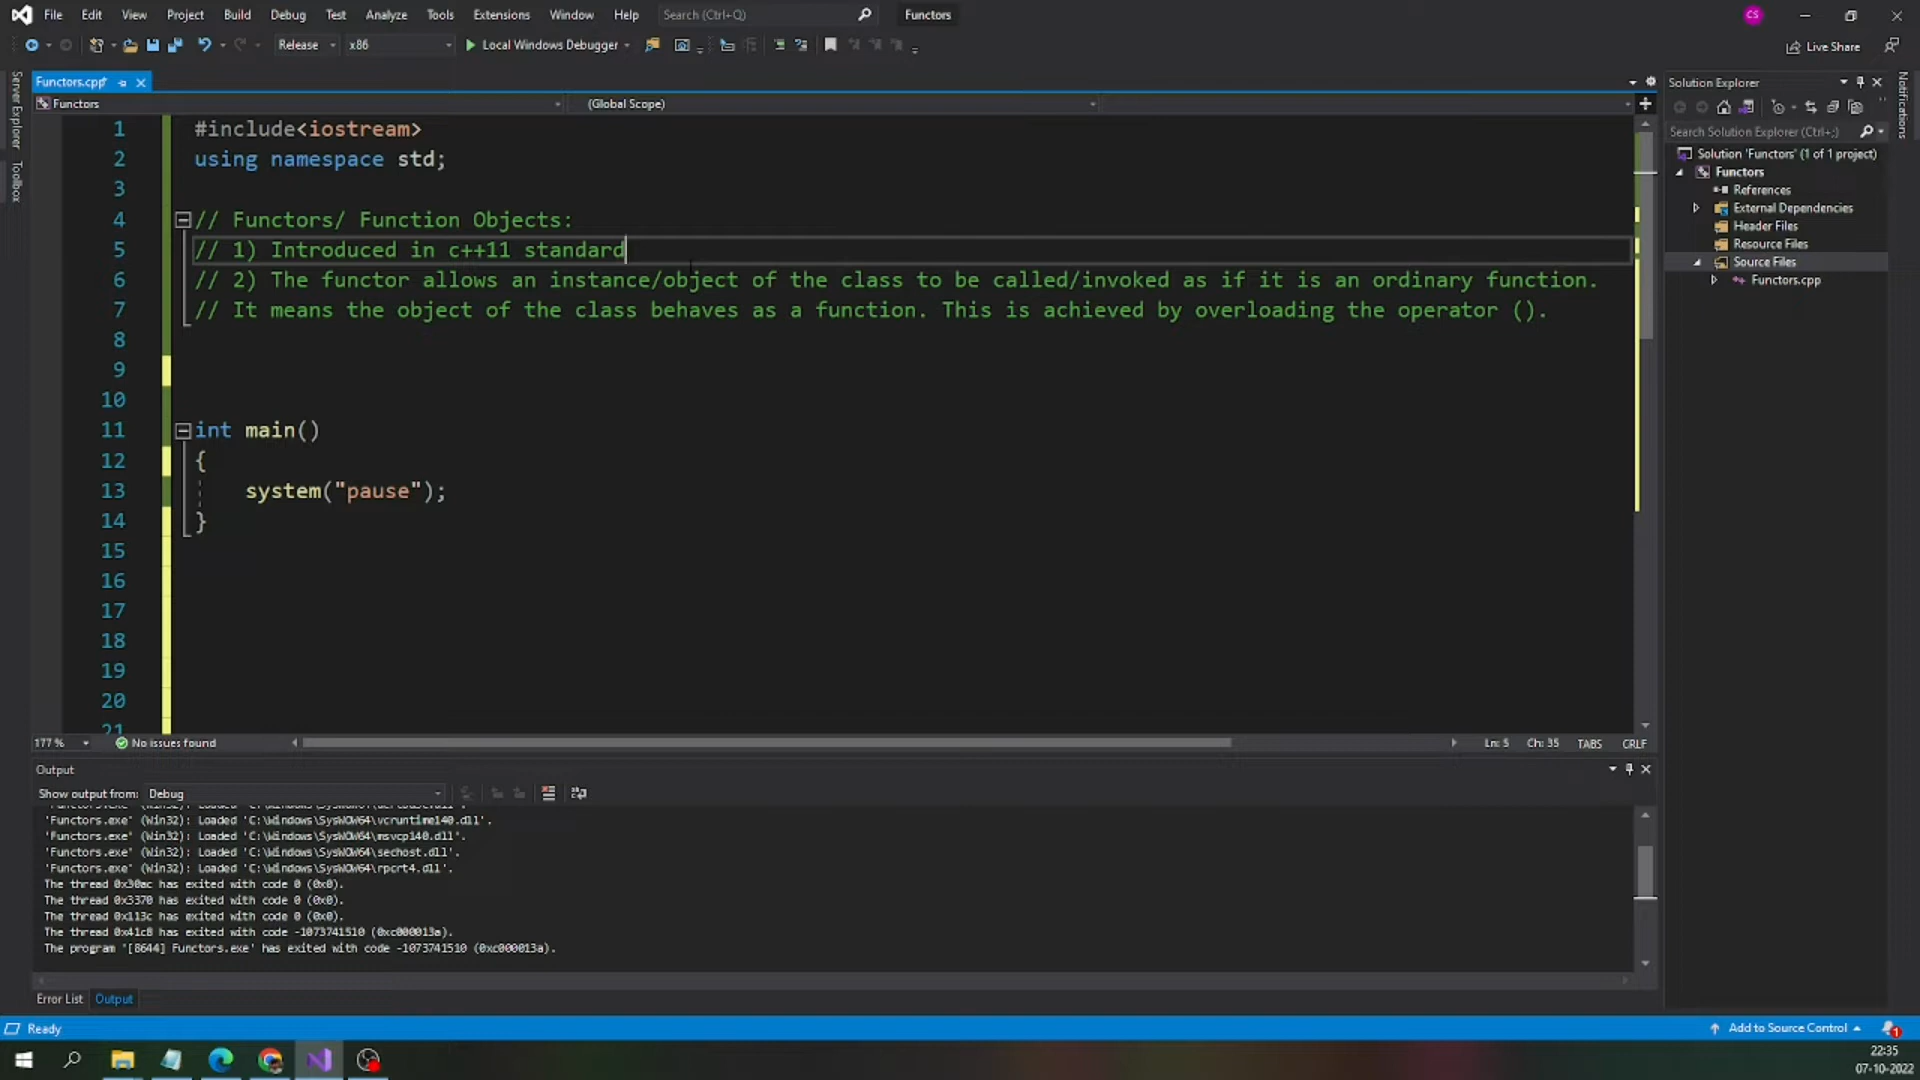 File Edit View Project Build Debug Test Analyze Tools Extensions Window Help Search (Ctrl+Q) Functors CS
Release x86 Local Windows Debugger Live Share
Functors.cpp*
Functors (Global Scope)
1 #include<iostream>
2 using namespace std;
3
4 // Functors/ Function Objects:
5 // 1) Introduced in c++11 standard
6 // 2) The functor allows an instance/object of the class to be called/invoked as if it is an ordinary function.
7 // It means the object of the class behaves as a function. This is achieved by overloading the operator ().
8
9
10
11 int main()
12 {
13 system("pause");
14 }
15
16
17
18
19
20
21
177 % No issues found Ln: 5 Ch: 35 TABS CRLF
Output
Show output from: Debug
'Functors.exe' (Win32): Loaded 'C:\Windows\SysWOW64\vcruntime140.dll'.
'Functors.exe' (Win32): Loaded 'C:\Windows\SysWOW64\msvcp140.dll'.
'Functors.exe' (Win32): Loaded 'C:\Windows\SysWOW64\sechost.dll'.
'Functors.exe' (Win32): Loaded 'C:\Windows\SysWOW64\rpcrt4.dll'.
The thread 0x30ac has exited with code 0 (0x0).
The thread 0x3370 has exited with code 0 (0x0).
The thread 0x113c has exited with code 0 (0x0).
The thread 0x41c8 has exited with code -1073741510 (0xc000013a).
The program '[8644] Functors.exe' has exited with code -1073741510 (0xc000013a).
Error List Output
Ready
Add to Source Control 1
22:35
07-10-2022
Server Explorer
Toolbox
Solution Explorer
Search Solution Explorer (Ctrl+;)
Solution 'Functors' (1 of 1 project)
Functors
References
External Dependencies
Header Files
Resource Files
Source Files
Functors.cpp
Notifications